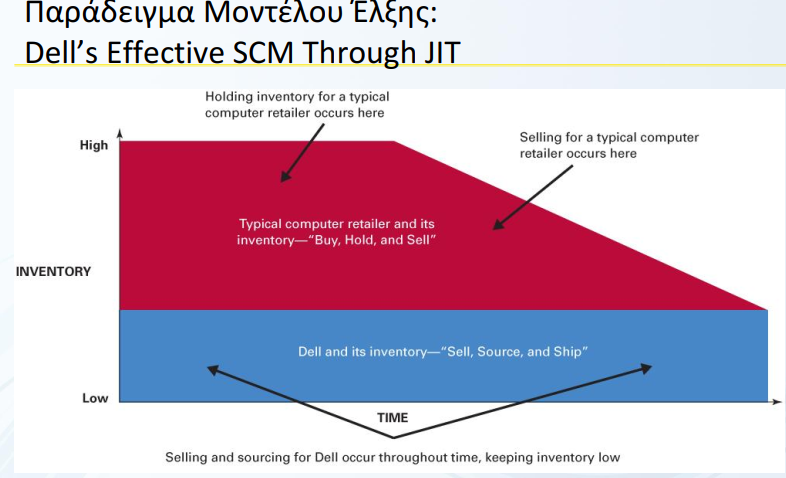 Παράδειγμα Μοντέλου Έλξης:
Dell's Effective SCM Through JIT
Holding inventory for a typical
computer retailer occurs here
Selling for a typical computer
retailer occurs here
High
Typical computer retailer and its
inventory—“Buy, Hold, and Sell”
INVENTORY
Dell and its inventory—“Sell, Source, and Ship”
Low
TIME
Selling and sourcing for Dell occur throughout time, keeping inventory low